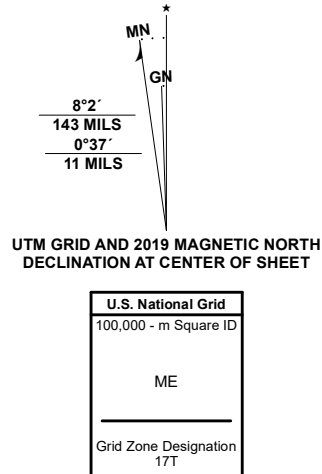 ★
MN
GN
8°2´
143 MILS
0°37´
11 MILS
UTM GRID AND 2019 MAGNETIC NORTH
DECLINATION AT CENTER OF SHEET
U.S. National Grid
100,000 - m Square ID
ME
Grid Zone Designation
17T